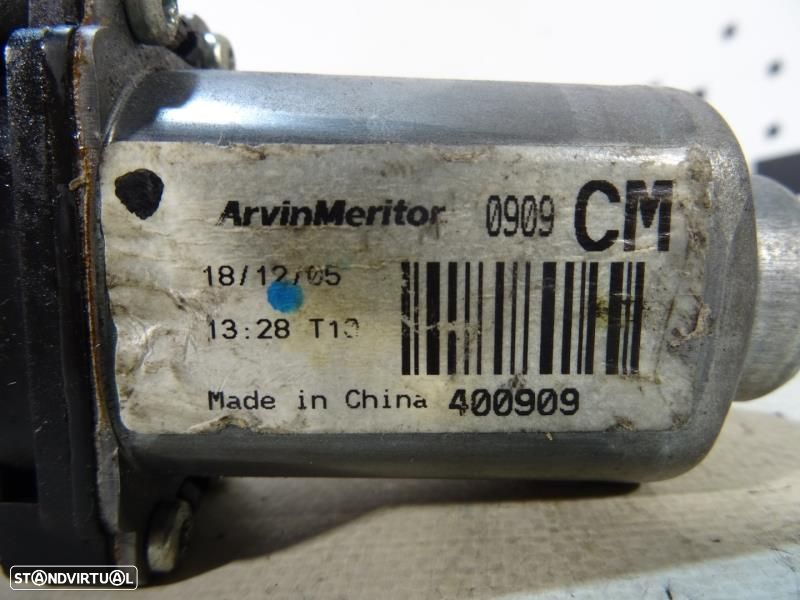 ArvinMeritor 0909 CM
18/12/05
13:28 T10
Made in China 400909
STANDVIRTUAL